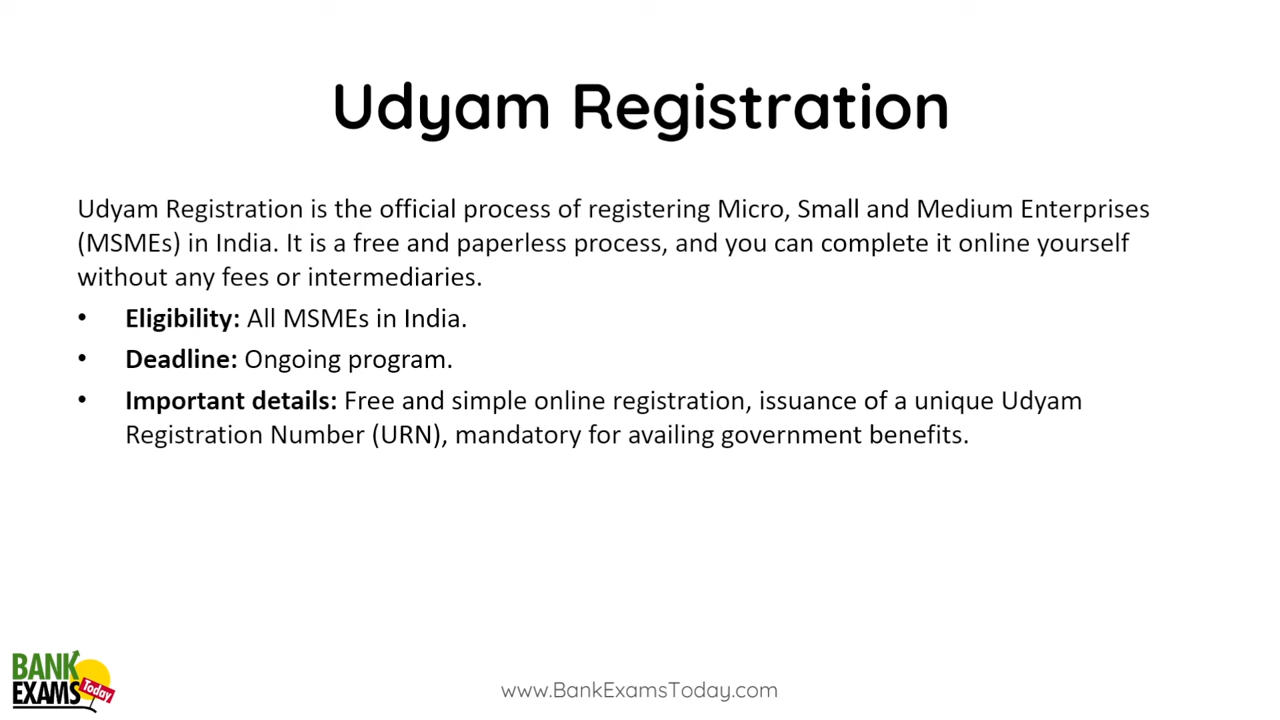 Udyam Registration
Udyam Registration is the official process of registering Micro, Small and Medium Enterprises
(MSMEs) in India. It is a free and paperless process, and you can complete it online yourself
without any fees or intermediaries.
• Eligibility: All MSMEs in India.
• Deadline: Ongoing program.
• Important details: Free and simple online registration, issuance of a unique Udyam
Registration Number (URN), mandatory for availing government benefits.
BANK
EXAMS Today
www.BankExamsToday.com